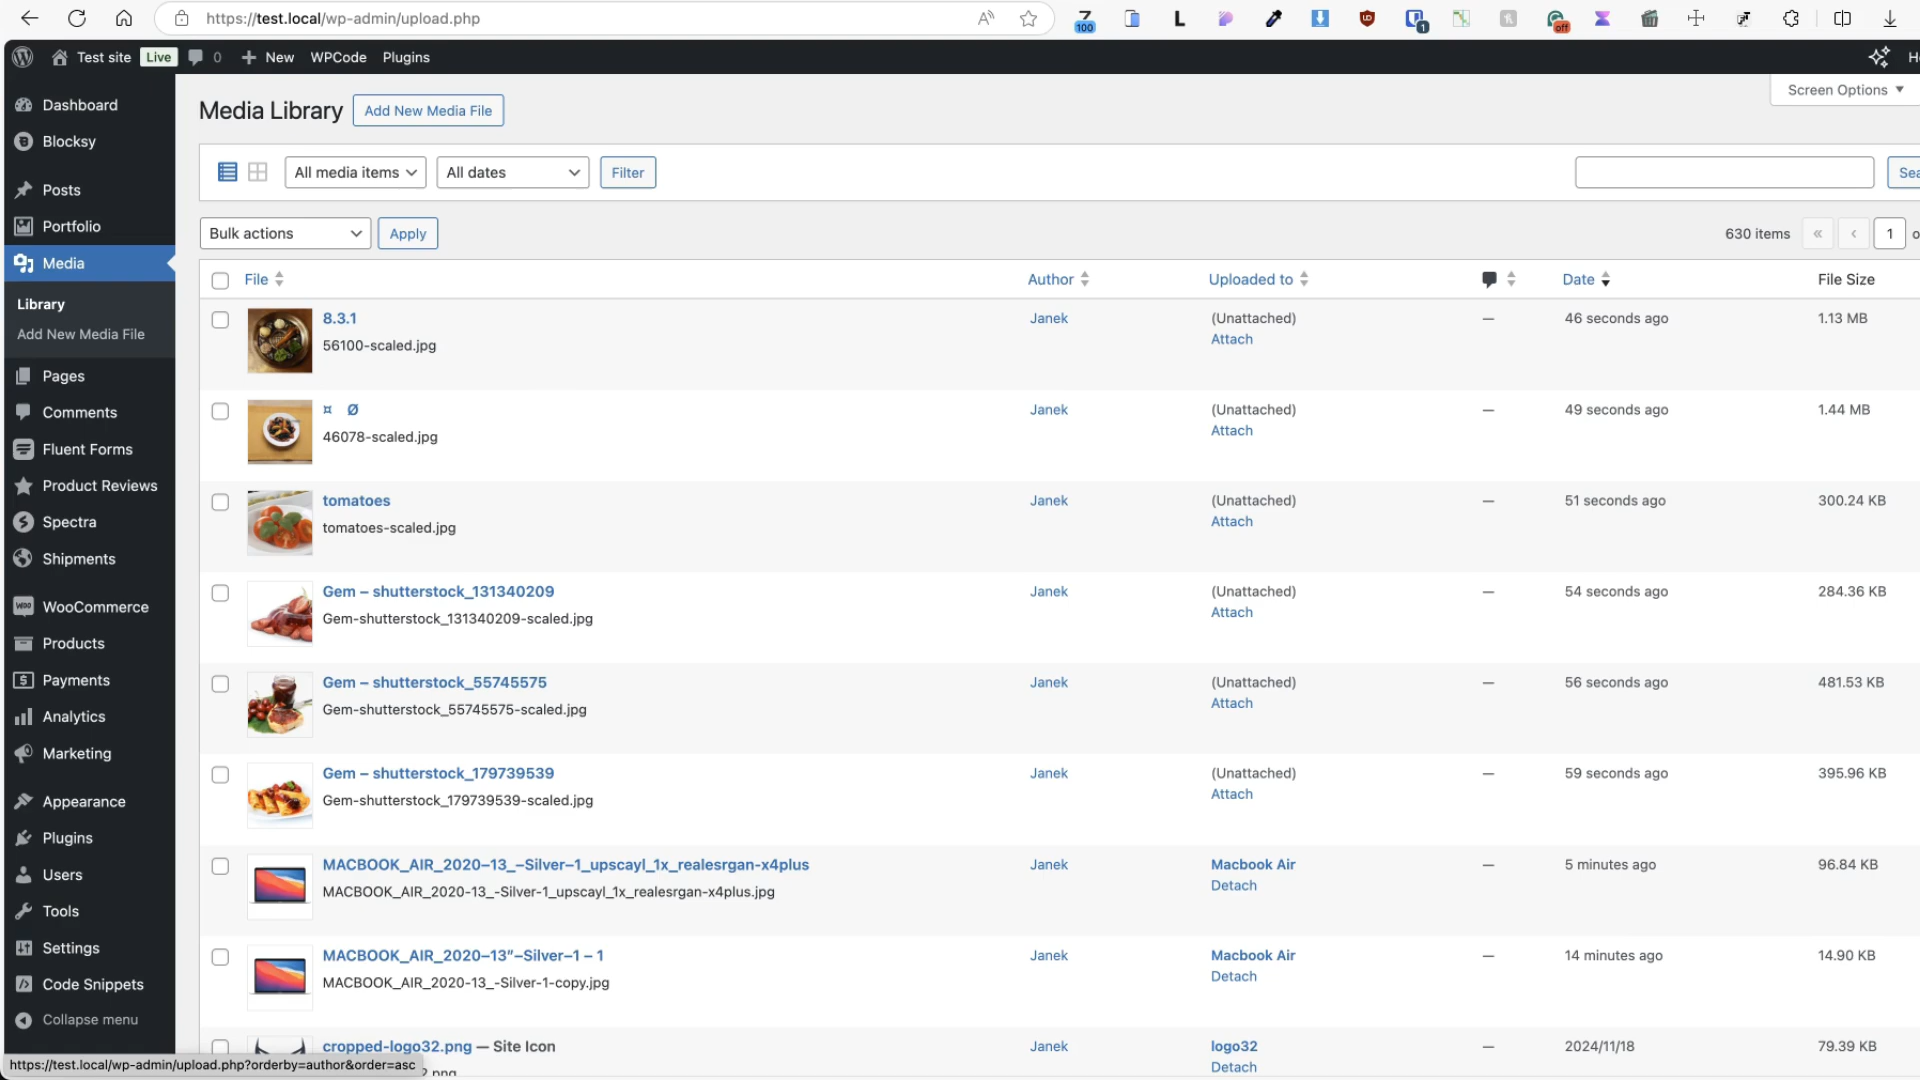 https://test.local/wp-admin/upload.php
100
L
1
off
Test site Live 0 New WPCode Plugins
Screen Options
Dashboard
Blocksy
Posts
Portfolio
Media
Library
Add New Media File
Pages
Comments
Fluent Forms
Product Reviews
Spectra
Shipments
WooCommerce
Products
Payments
Analytics
Marketing
Appearance
Plugins
Users
Tools
Settings
Code Snippets
Collapse menu
Media Library Add New Media File
All media items All dates Filter
Bulk actions Apply 630 items « ‹ 1
File Author Uploaded to Date File Size
8.3.1 Janek (Unattached) — 46 seconds ago 1.13 MB
56100-scaled.jpg Attach
¤ Ø Janek (Unattached) — 49 seconds ago 1.44 MB
46078-scaled.jpg Attach
tomatoes Janek (Unattached) — 51 seconds ago 300.24 KB
tomatoes-scaled.jpg Attach
Gem – shutterstock_131340209 Janek (Unattached) — 54 seconds ago 284.36 KB
Gem-shutterstock_131340209-scaled.jpg Attach
Gem – shutterstock_55745575 Janek (Unattached) — 56 seconds ago 481.53 KB
Gem-shutterstock_55745575-scaled.jpg Attach
Gem – shutterstock_179739539 Janek (Unattached) — 59 seconds ago 395.96 KB
Gem-shutterstock_179739539-scaled.jpg Attach
MACBOOK_AIR_2020–13_–Silver–1_upscayl_1x_realesrgan-x4plus Janek Macbook Air — 5 minutes ago 96.84 KB
MACBOOK_AIR_2020-13_-Silver-1_upscayl_1x_realesrgan-x4plus.jpg Detach
MACBOOK_AIR_2020–13″–Silver–1 – 1 Janek Macbook Air — 14 minutes ago 14.90 KB
MACBOOK_AIR_2020-13_-Silver-1-copy.jpg Detach
cropped-logo32.png — Site Icon Janek logo32 — 2024/11/18 79.39 KB
Detach
https://test.local/wp-admin/upload.php?orderby=author&order=asc